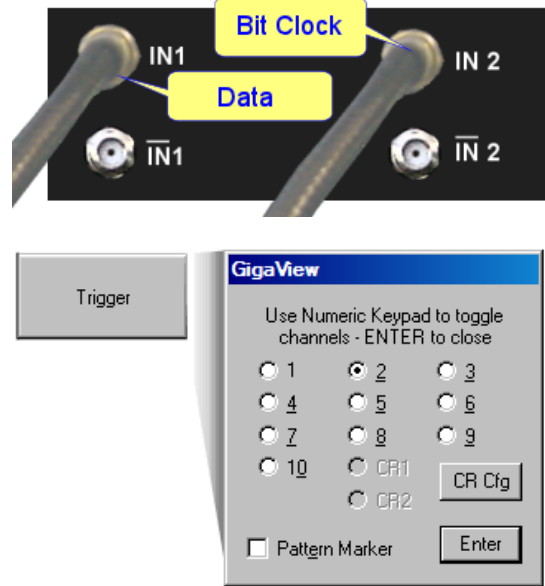 Bit Clock
IN1
IN 2
Data
IN1
IN 2
Trigger
GigaView
Use Numeric Keypad to toggle
channels - ENTER to close
1 2 3
4 5 6
7 8 9
10 CR1
CR Cfg
CR2
Pattern Marker
Enter